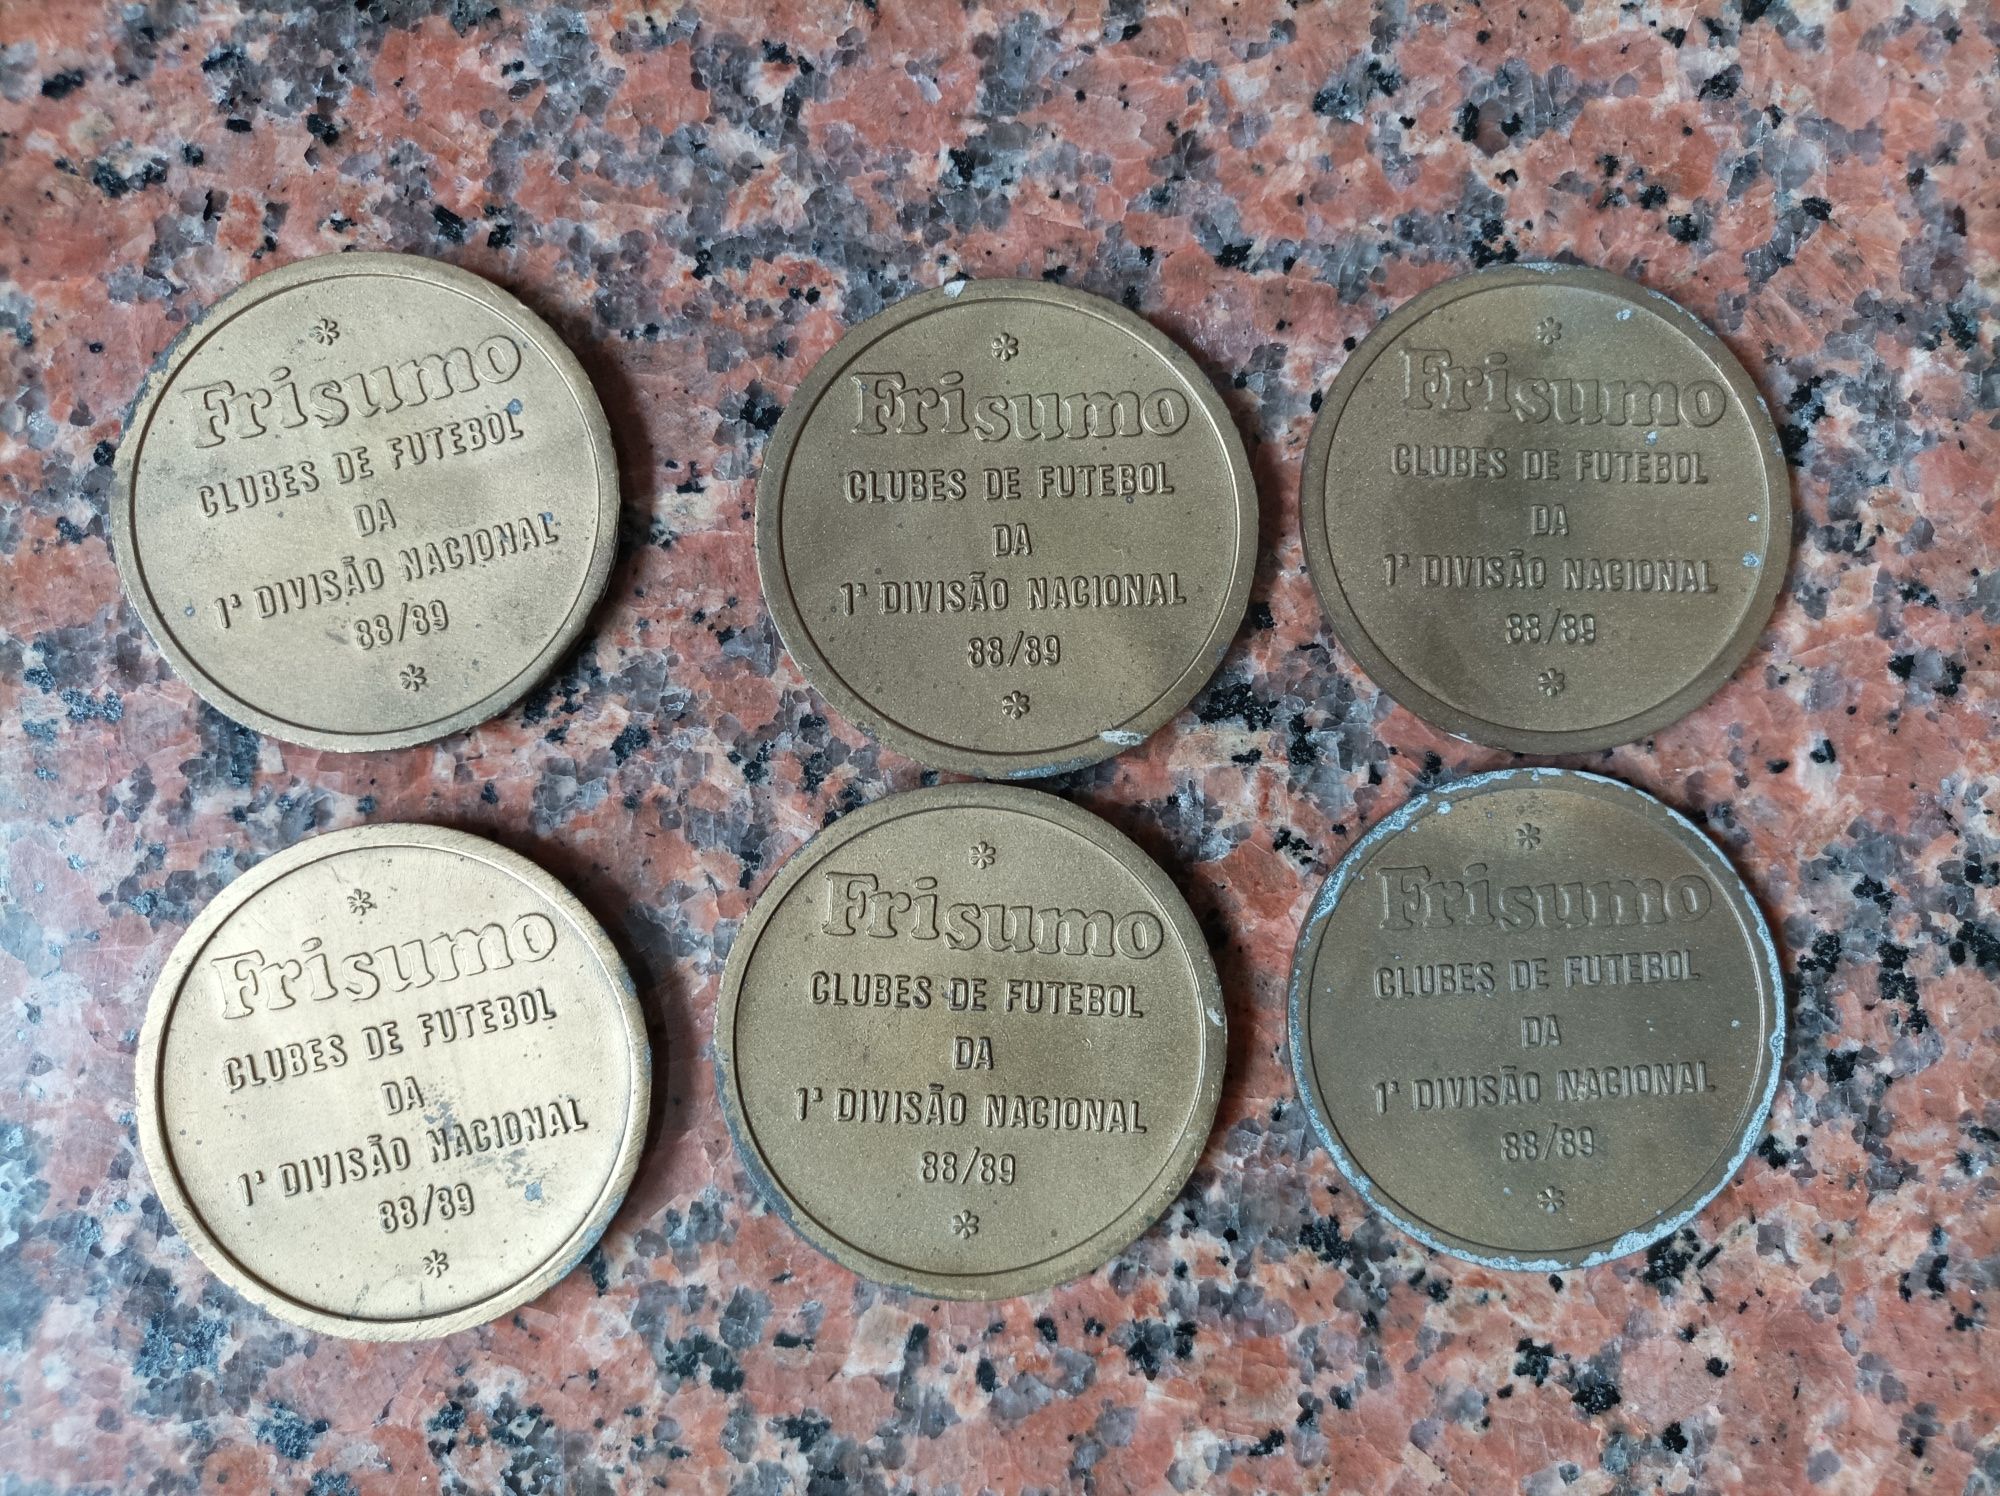 *
Frisumo
CLUBES DE FUTEBOL
DA
1ª DIVISÃO NACIONAL
88/89
*
*
Frisumo
CLUBES DE FUTEBOL
DA
1ª DIVISÃO NACIONAL
88/89
*
*
Frisumo
CLUBES DE FUTEBOL
DA
1ª DIVISÃO NACIONAL
88/89
*
*
Frisumo
CLUBES DE FUTEBOL
DA
1ª DIVISÃO NACIONAL
88/89
*
*
Frisumo
CLUBES DE FUTEBOL
DA
1ª DIVISÃO NACIONAL
88/89
*
*
Frisumo
CLUBES DE FUTEBOL
DA
1ª DIVISÃO NACIONAL
88/89
*